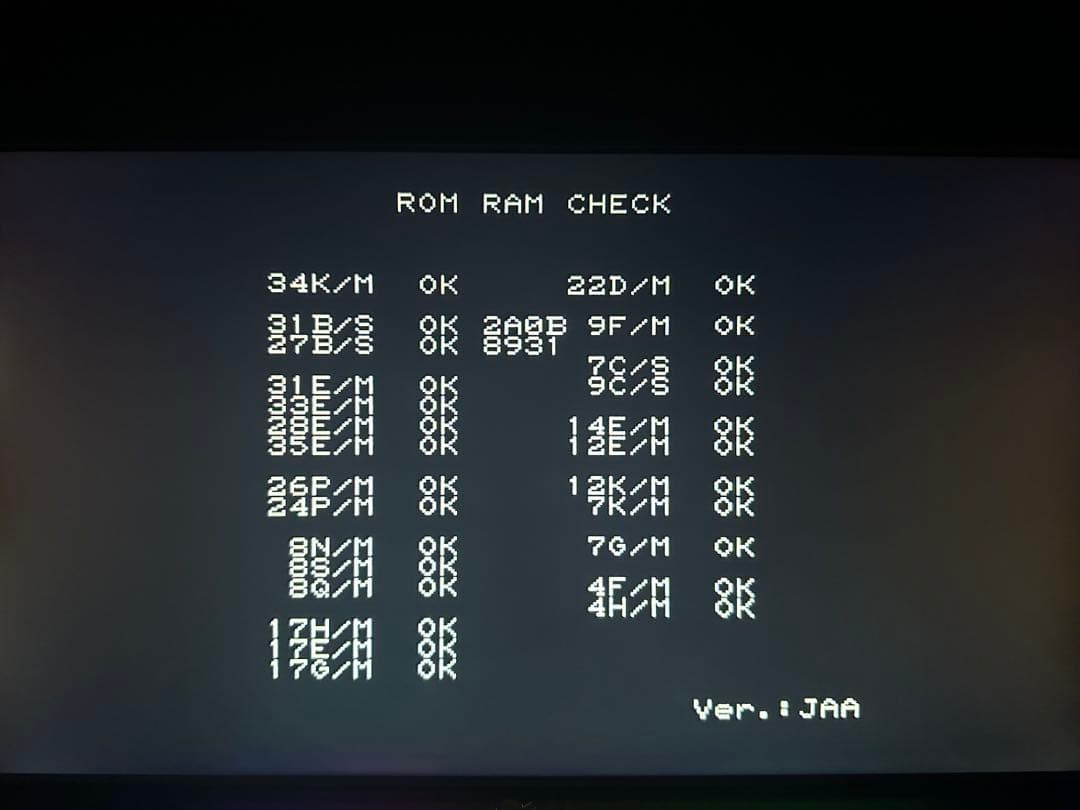 ROM RAM CHECK
34K/M OK 22D/M OK
31B/S OK 2A0B 9F/M OK
27B/S OK 8931
7C/S OK
31E/M OK 9C/S OK
33E/M OK
28E/M OK 14E/M OK
35E/M OK 12E/M OK
26P/M OK 12K/M OK
24P/M OK 7K/M OK
8N/M OK 7G/M OK
8S/M OK
8Q/M OK 4F/M OK
4H/M OK
17H/M OK
17E/M OK
17G/M OK
Ver.:JAA